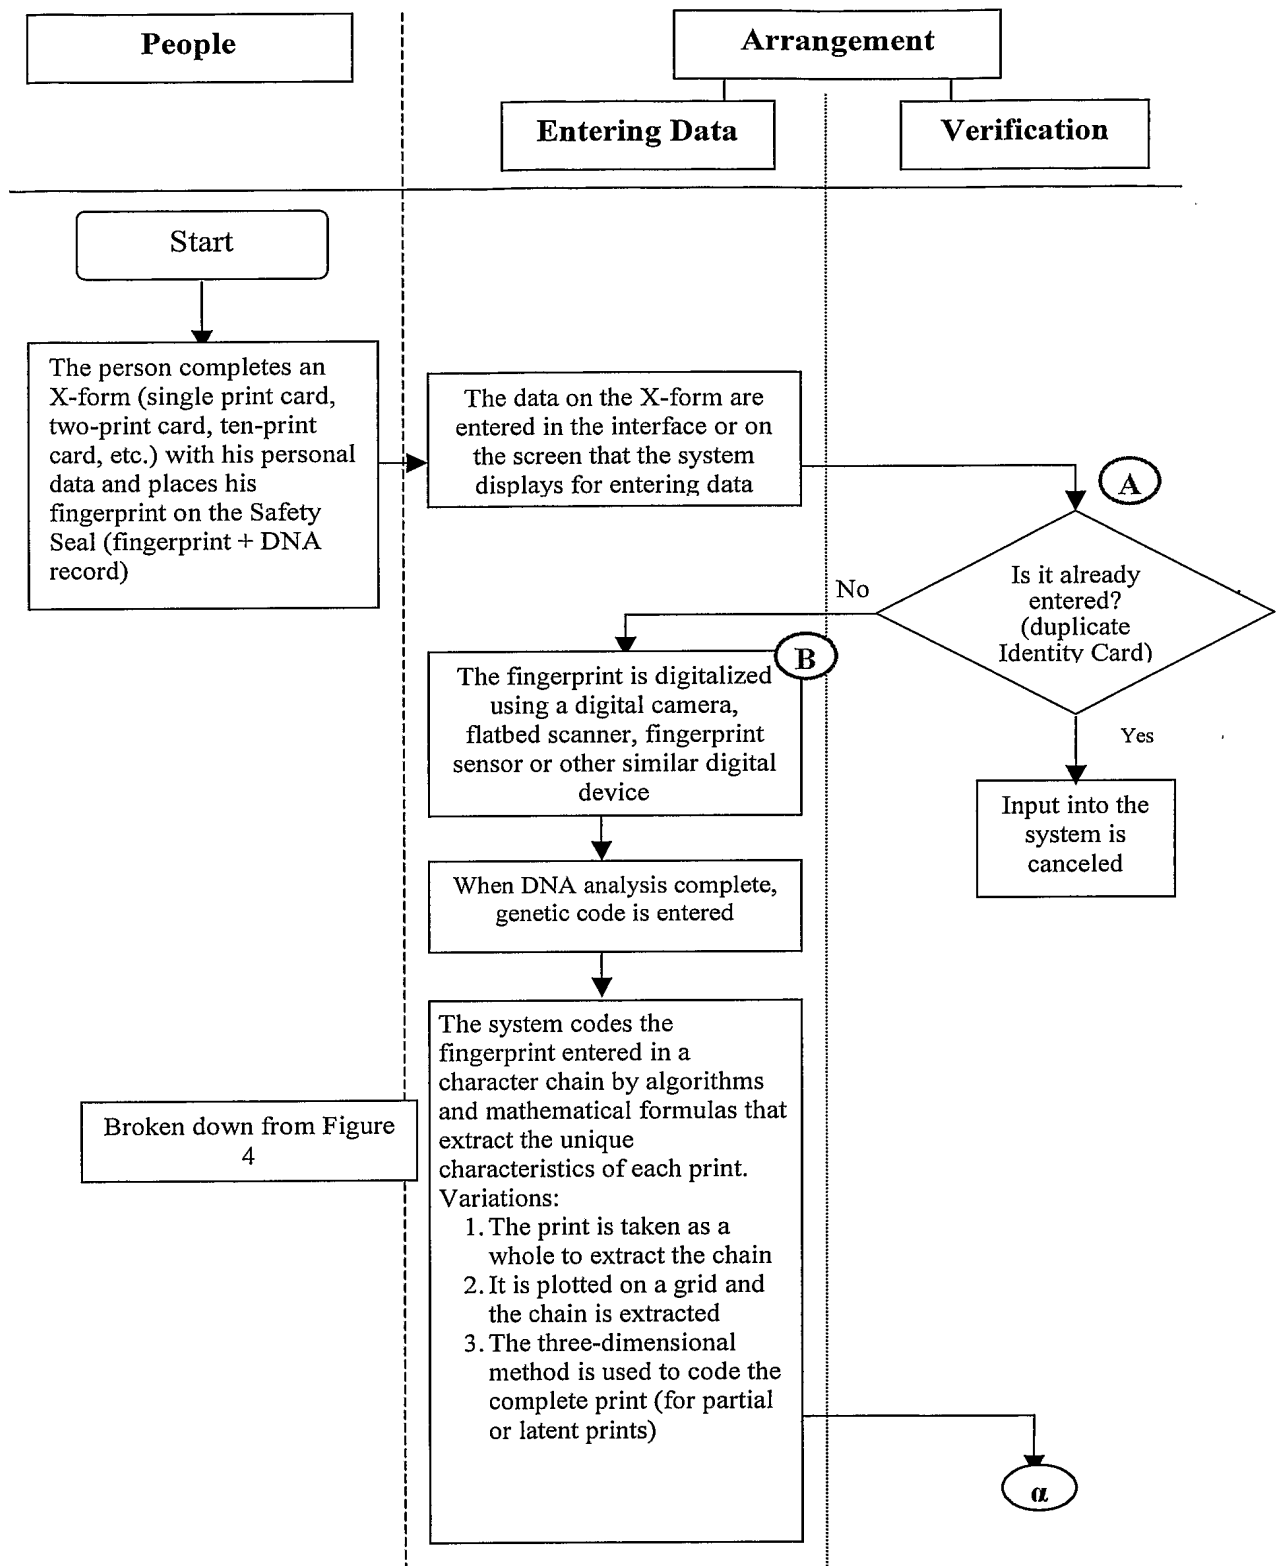 People
Arrangement
Entering Data
Verification
Start
The person completes an
X-form (single print card,
two-print card, ten-print
card, etc.) with his personal
data and places his
fingerprint on the Safety
Seal (fingerprint + DNA
record)
The data on the X-form are
entered in the interface or on
the screen that the system
displays for entering data
A
Is it already
entered?
(duplicate
Identity Card)
No
Yes
Input into the
system is
canceled
B
The fingerprint is digitalized
using a digital camera,
flatbed scanner, fingerprint
sensor or other similar digital
device
When DNA analysis complete,
genetic code is entered
Broken down from Figure
4
The system codes the
fingerprint entered in a
character chain by algorithms
and mathematical formulas that
extract the unique
characteristics of each print.
Variations:
1. The print is taken as a
whole to extract the chain
2. It is plotted on a grid and
the chain is extracted
3. The three-dimensional
method is used to code the
complete print (for partial
or latent prints)
α